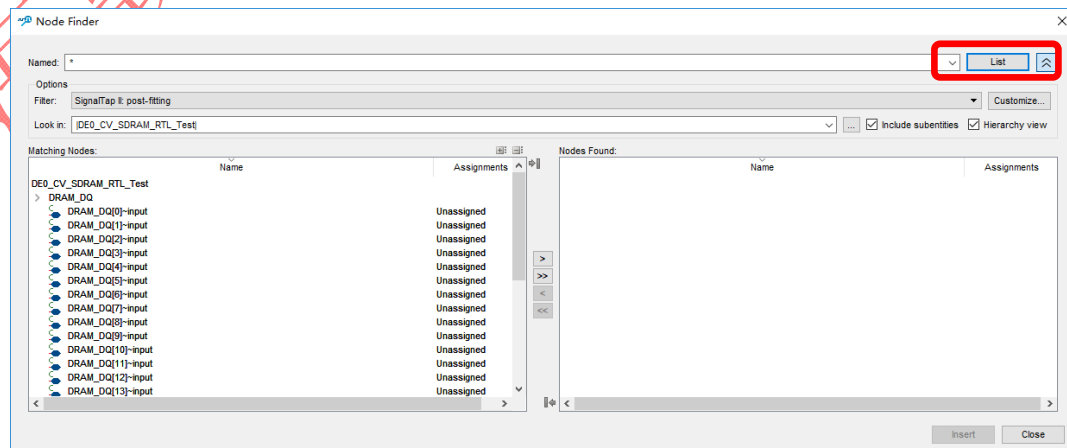 Node Finder
Named: * List
Options
Filter: SignalTap II: post-fitting Customize...
Look in: |DE0_CV_SDRAM_RTL_Test| ... Include subentities Hierarchy view
Matching Nodes: Nodes Found:
Name Assignments Name Assignments
DE0_CV_SDRAM_RTL_Test
DRAM_DQ
DRAM_DQ[0]~input Unassigned
DRAM_DQ[1]~input Unassigned
DRAM_DQ[2]~input Unassigned
DRAM_DQ[3]~input Unassigned
DRAM_DQ[4]~input Unassigned
DRAM_DQ[5]~input Unassigned
DRAM_DQ[6]~input Unassigned
DRAM_DQ[7]~input Unassigned
DRAM_DQ[8]~input Unassigned
DRAM_DQ[9]~input Unassigned
DRAM_DQ[10]~input Unassigned
DRAM_DQ[11]~input Unassigned
DRAM_DQ[12]~input Unassigned
DRAM_DQ[13]~input Unassigned
>
>>
<
<<
Insert Close